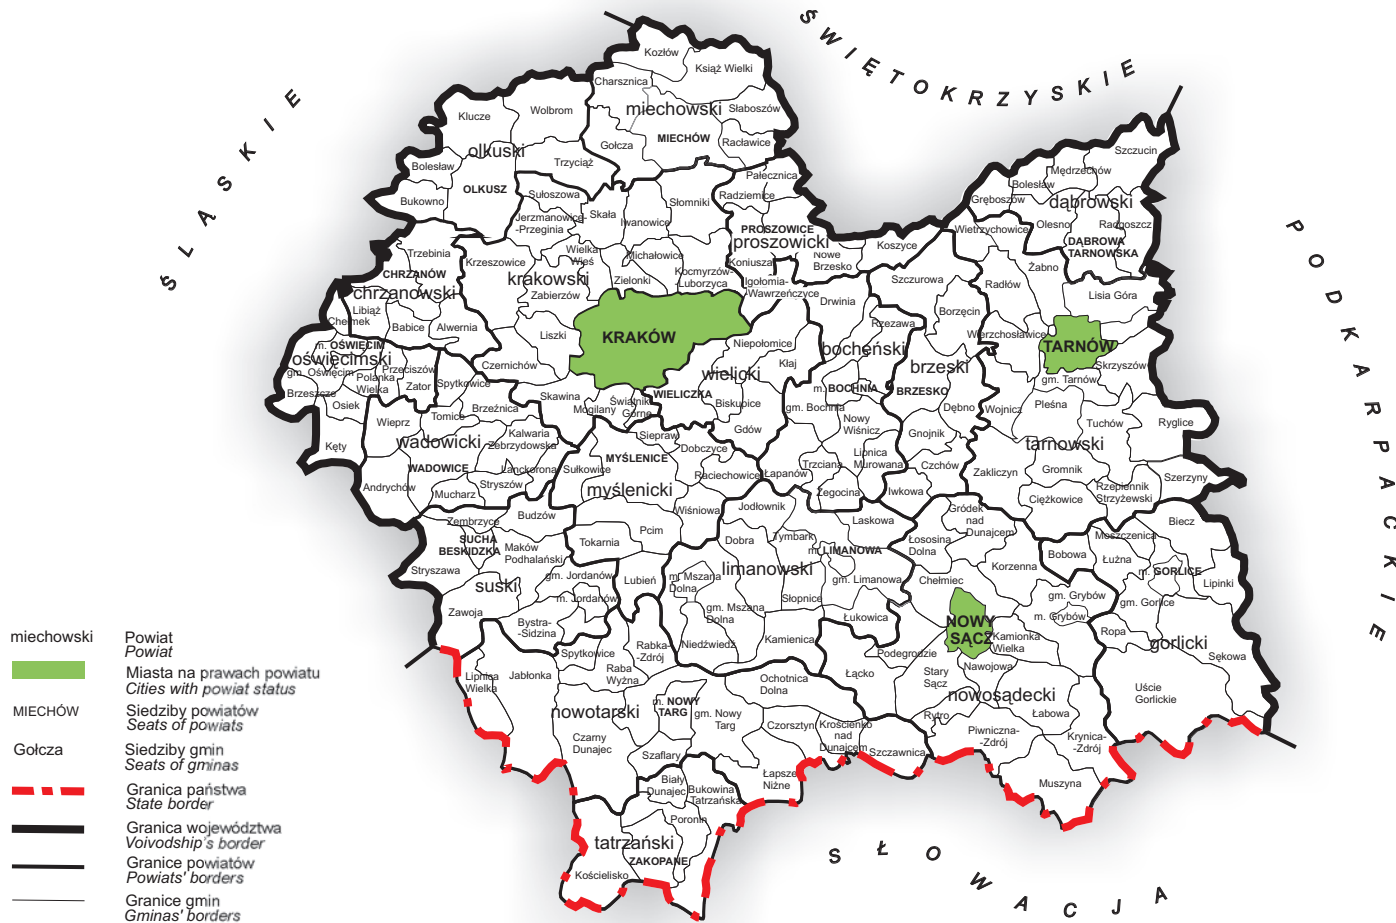 ŚLĄSKIE
ŚWIĘTOKRZYSKIE
PODKARPACKIE
SŁOWACJA
Kozłów
Książ Wielki
Charsznica
miechowski
Słaboszów
MIECHÓW
Gołcza
Racławice
Klucze
Wolbrom
olkuski
Trzyciąż
Bolesław
OLKUSZ
Bukowno
Pałecznica
Radziemice
PROSZOWICE
proszowicki
Koniusza
Nowe
Brzesko
Koszyce
Sułoszowa
Skała
Słomniki
Jerzmanowice-
-Przeginia
Iwanowice
Wielka
Wieś
Michałowice
Krzeszowice
krakowski
Zielonki
Kocmyrzów-
-Luborzyca
Igołomia-
-Wawrzeńczyce
Zabierzów
Liszki
KRAKÓW
Czernichów
Skawina
Mogilany
Świątniki
Górne
Trzebinia
CHRZANÓW
chrzanowski
Libiąż
Babice
Alwernia
Chełmek
m. OŚWIĘCIM
oświęcimski
gm. Oświęcim
Przeciszów
Polanka
Wielka
Brzeszcze
Zator
Osiek
Kęty
Spytkowice
Brzeźnica
Tomice
Wieprz
wadowicki
Kalwaria
Zebrzydowska
WADOWICE
Lanckorona
Stryszów
Andrychów
Mucharz
Niepołomice
Kłaj
wielicki
WIELICZKA
Biskupice
Gdów
Drwinia
Rzezawa
bocheński
m. BOCHNIA
gm. Bochnia
Nowy
Wiśnicz
Lipnica
Murowana
Trzciana
Łapanów
Żegocina
Szczurowa
Borzęcin
brzeski
BRZESKO
Dębno
Gnojnik
Czchów
Iwkowa
Szczucin
Mędrzechów
Bolesław
Gręboszów
dąbrowski
Olesno
Radgoszcz
DĄBROWA
TARNOWSKA
Wietrzychowice
Żabno
Radłów
Lisia Góra
Wierzchosławice
TARNÓW
Skrzyszów
gm. Tarnów
Wojnicz
Pleśna
Tuchów
Ryglice
tarnowski
Zakliczyn
Gromnik
Rzepiennik
Strzyżewski
Szerzyny
Ciężkowice
Siepraw
MYŚLENICE
Dobczyce
Sułkowice
Raciechowice
myślenicki
Wiśniowa
Pcim
Tokarnia
Lubień
Zembrzyce
Budzów
SUCHA
BESKIDZKA
Maków
Podhalański
Stryszawa
suski
gm. Jordanów
m. Jordanów
Zawoja
Bystra-
-Sidzina
Jodłownik
Laskowa
Dobra
Tymbark
m. LIMANOWA
limanowski
m. Mszana
Dolna
gm. Limanowa
Słopnice
gm. Mszana
Dolna
Łukowica
Niedźwiedź
Kamienica
Gródek
nad
Dunajcem
Łososina
Dolna
Korzenna
Chełmiec
gm. Grybów
m. Grybów
NOWY
SĄCZ
Kamionka
Wielka
Podegrodzie
Nawojowa
Łącko
Stary
Sącz
nowosądecki
Rytro
Łabowa
Piwniczna-
Zdrój
Krynica-
-Zdrój
Muszyna
Biecz
Moszczenica
Bobowa
Łużna
m. GORLICE
Lipinki
gm. Gorlice
Ropa
gorlicki
Sękowa
Uście
Gorlickie
Lipnica
Wielka
Jabłonka
Spytkowice
Rabka-
-Zdrój
Raba
Wyżna
nowotarski
m. NOWY
TARG
gm. Nowy
Targ
Ochotnica
Dolna
Czorsztyn
Krościenko
nad
Dunajcem
Szczawnica
Czarny
Dunajec
Szaflary
Łapsze
Niżne
Biały
Dunajec
Bukowina
Tatrzańska
Poronin
tatrzański
ZAKOPANE
Kościelisko
miechowski
Powiat
Powiat
Miasta na prawach powiatu
Cities with powiat status
MIECHÓW
Siedziby powiatów
Seats of powiats
Gołcza
Siedziby gmin
Seats of gminas
Granica państwa
State border
Granica województwa
Voivodship's border
Granice powiatów
Powiats' borders
Granice gmin
Gminas' borders